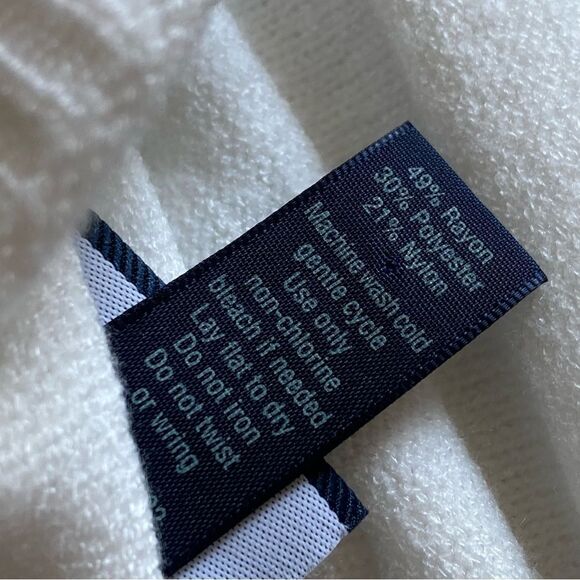 49% Rayon
30% Polyester
21% Nylon
Machine wash cold
gentle cycle
Use only
non-chlorine
beach if needed
Lay flat to dry
Do not iron
Do not twist
or wring